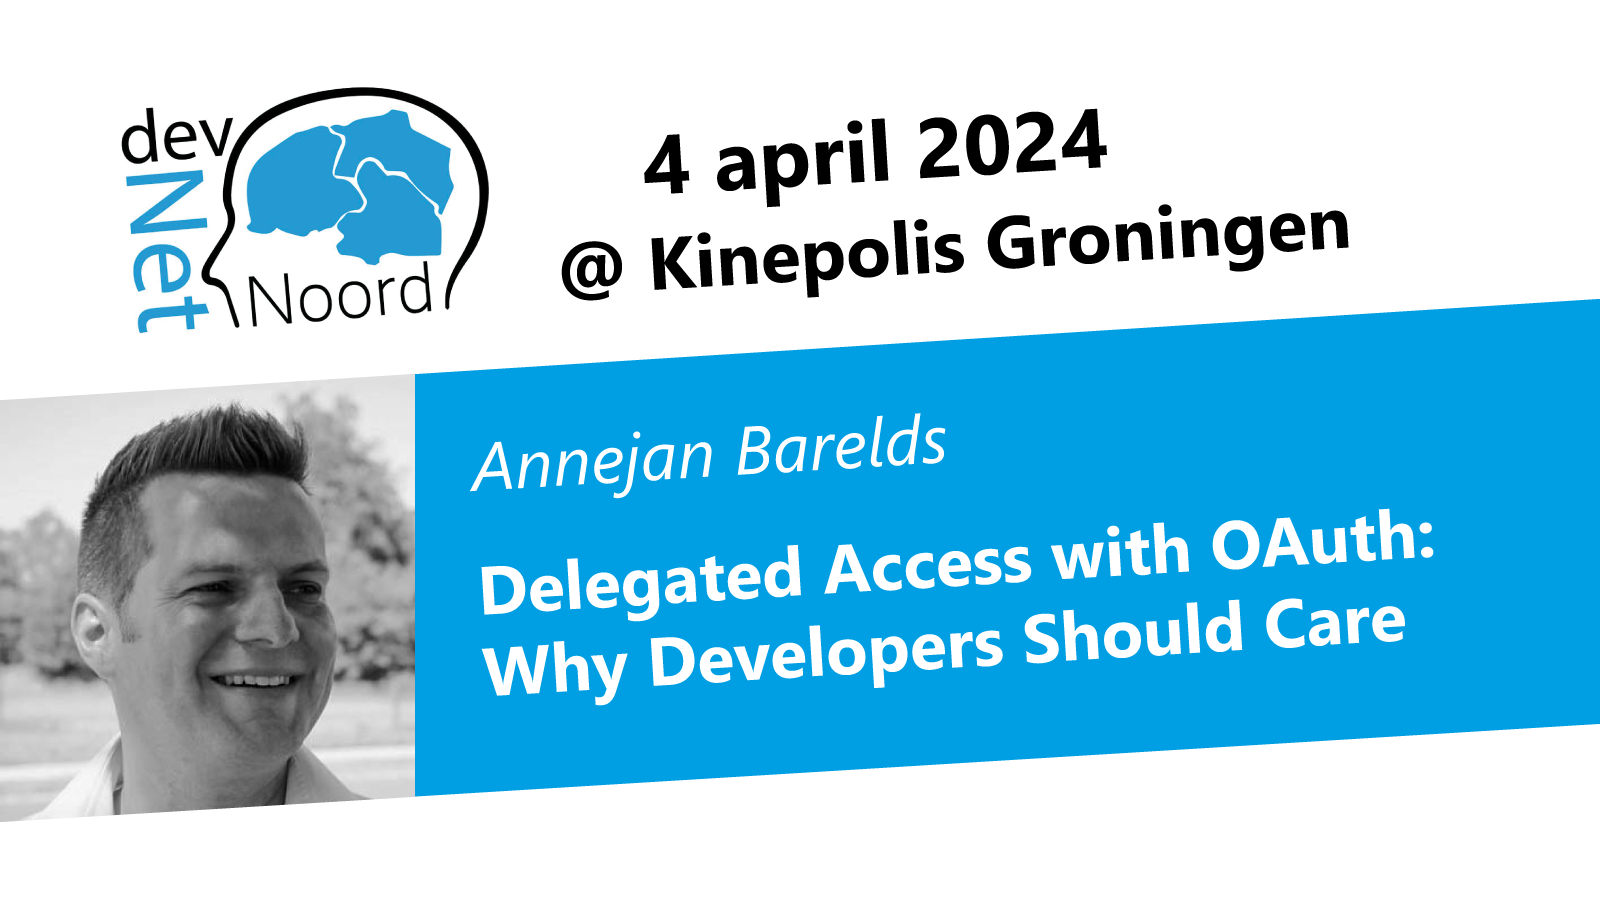 dev
Net
Noord
4 april 2024
@ Kinepolis Groningen
Annejan Barelds
Delegated Access with OAuth:
Why Developers Should Care